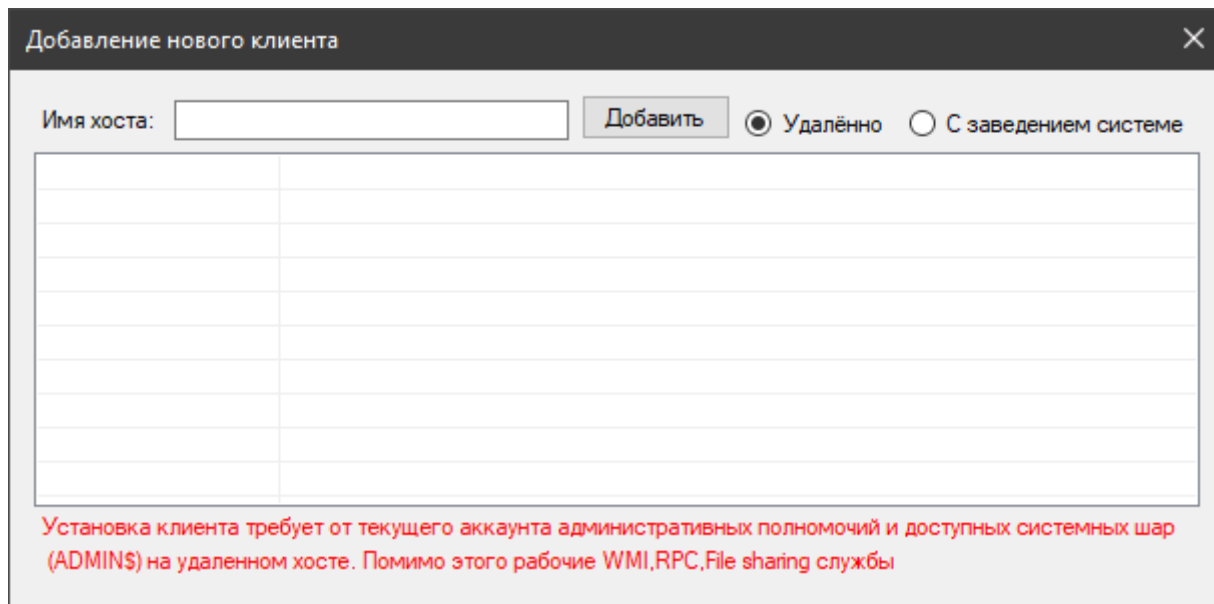 Добавление нового клиента
Имя хоста: Добавить Удалённо С заведением системе
Установка клиента требует от текущего аккаунта административных полномочий и доступных системных шар
(ADMIN$) на удаленном хосте. Помимо этого рабочие WMI,RPC,File sharing службы